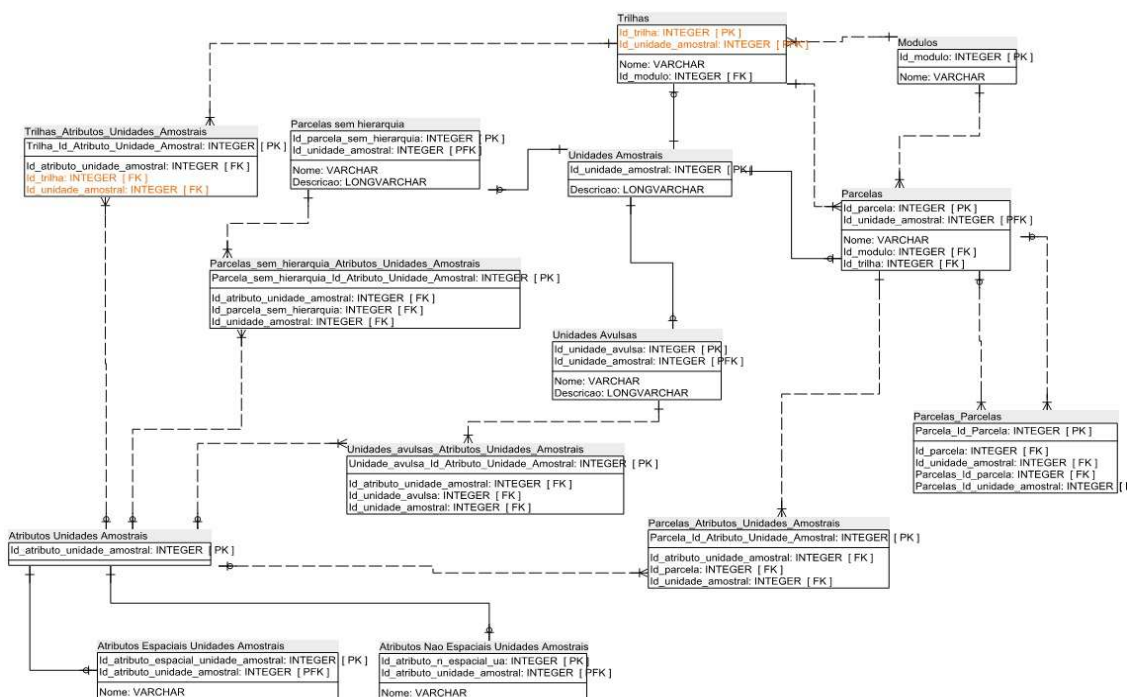 Trilhas
Id_trilha: INTEGER [ PK ]
Id_unidade_amostral: INTEGER [ PFK ]
Nome: VARCHAR
Id_modulo: INTEGER [ FK ]
Modulos
Id_modulo: INTEGER [ PK ]
Nome: VARCHAR
Trilhas_Atributos_Unidades_Amostrais
Trilha_Id_Atributo_Unidade_Amostral: INTEGER [ PK ]
Id_atributo_unidade_amostral: INTEGER [ FK ]
Id_trilha: INTEGER [ FK ]
Id_unidade_amostral: INTEGER [ FK ]
Parcelas sem hierarquia
Id_parcela_sem_hierarquia: INTEGER [ PK ]
Id_unidade_amostral: INTEGER [ PFK ]
Nome: VARCHAR
Descricao: LONGVARCHAR
Unidades Amostrais
Id_unidade_amostral: INTEGER [ PK ]
Descricao: LONGVARCHAR
Parcelas
Id_parcela: INTEGER [ PK ]
Id_unidade_amostral: INTEGER [ PFK ]
Nome: VARCHAR
Id_modulo: INTEGER [ FK ]
Id_trilha: INTEGER [ FK ]
Parcelas_sem_hierarquia_Atributos_Unidades_Amostrais
Parcela_sem_hierarquia_Id_Atributo_Unidade_Amostral: INTEGER [ PK ]
Id_atributo_unidade_amostral: INTEGER [ FK ]
Id_parcela_sem_hierarquia: INTEGER [ FK ]
Id_unidade_amostral: INTEGER [ FK ]
Unidades Avulsas
Id_unidade_avulsa: INTEGER [ PK ]
Id_unidade_amostral: INTEGER [ PFK ]
Nome: VARCHAR
Descricao: LONGVARCHAR
Parcelas_Parcelas
Parcela_Id_Parcela: INTEGER [ PK ]
Id_parcela: INTEGER [ FK ]
Id_unidade_amostral: INTEGER [ FK ]
Parcelas_Id_parcela: INTEGER [ FK ]
Parcelas_Id_unidade_amostral: INTEGER [
Unidades_avulsas_Atributos_Unidades_Amostrais
Unidade_avulsa_Id_Atributo_Unidade_Amostral: INTEGER [ PK ]
Id_atributo_unidade_amostral: INTEGER [ FK ]
Id_unidade_avulsa: INTEGER [ FK ]
Id_unidade_amostral: INTEGER [ FK ]
Parcelas_Atributos_Unidades_Amostrais
Parcela_Id_Atributo_Unidade_Amostral: INTEGER [ PK ]
Id_atributo_unidade_amostral: INTEGER [ FK ]
Id_parcela: INTEGER [ FK ]
Id_unidade_amostral: INTEGER [ FK ]
Atributos Unidades Amostrais
Id_atributo_unidade_amostral: INTEGER [ PK ]
Atributos Espaciais Unidades Amostrais
Id_atributo_espacial_unidade_amostral: INTEGER [ PK ]
Id_atributo_unidade_amostral: INTEGER [ PFK ]
Nome: VARCHAR
Atributos Nao Espaciais Unidades Amostrais
Id_atributo_n_espacial_ua: INTEGER [ PK ]
Id_atributo_unidade_amostral: INTEGER [ PFK ]
Nome: VARCHAR